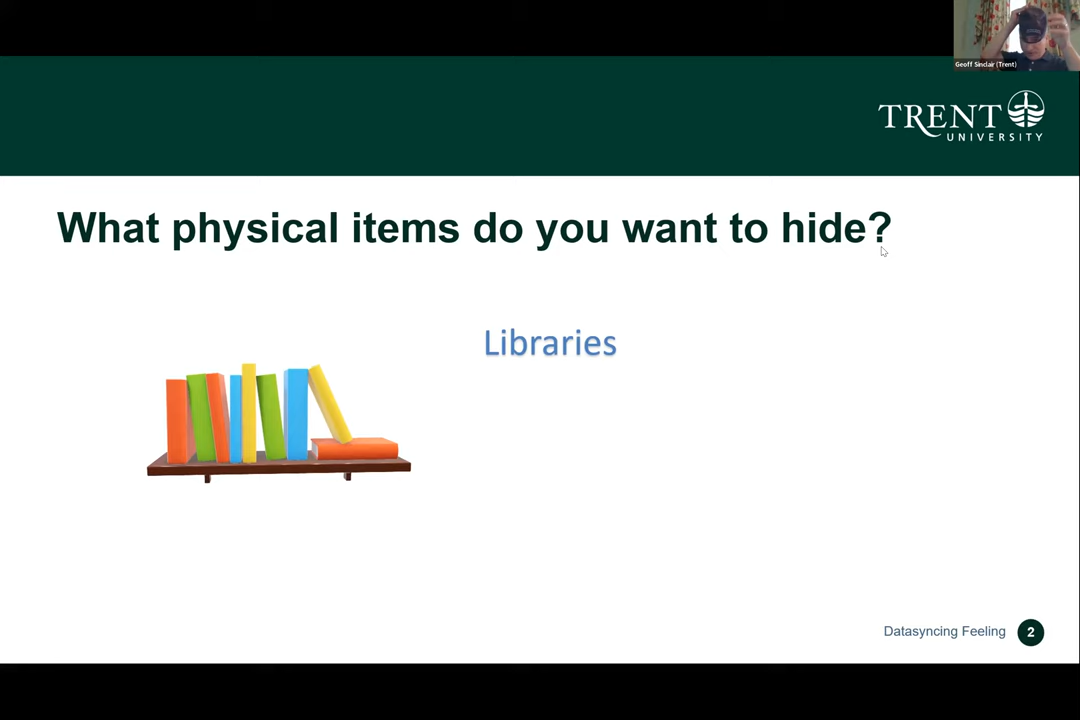 Geoff Sinclair (Trent)
TRENT
UNIVERSITY
What physical items do you want to hide?
Libraries
Datasyncing Feeling 2